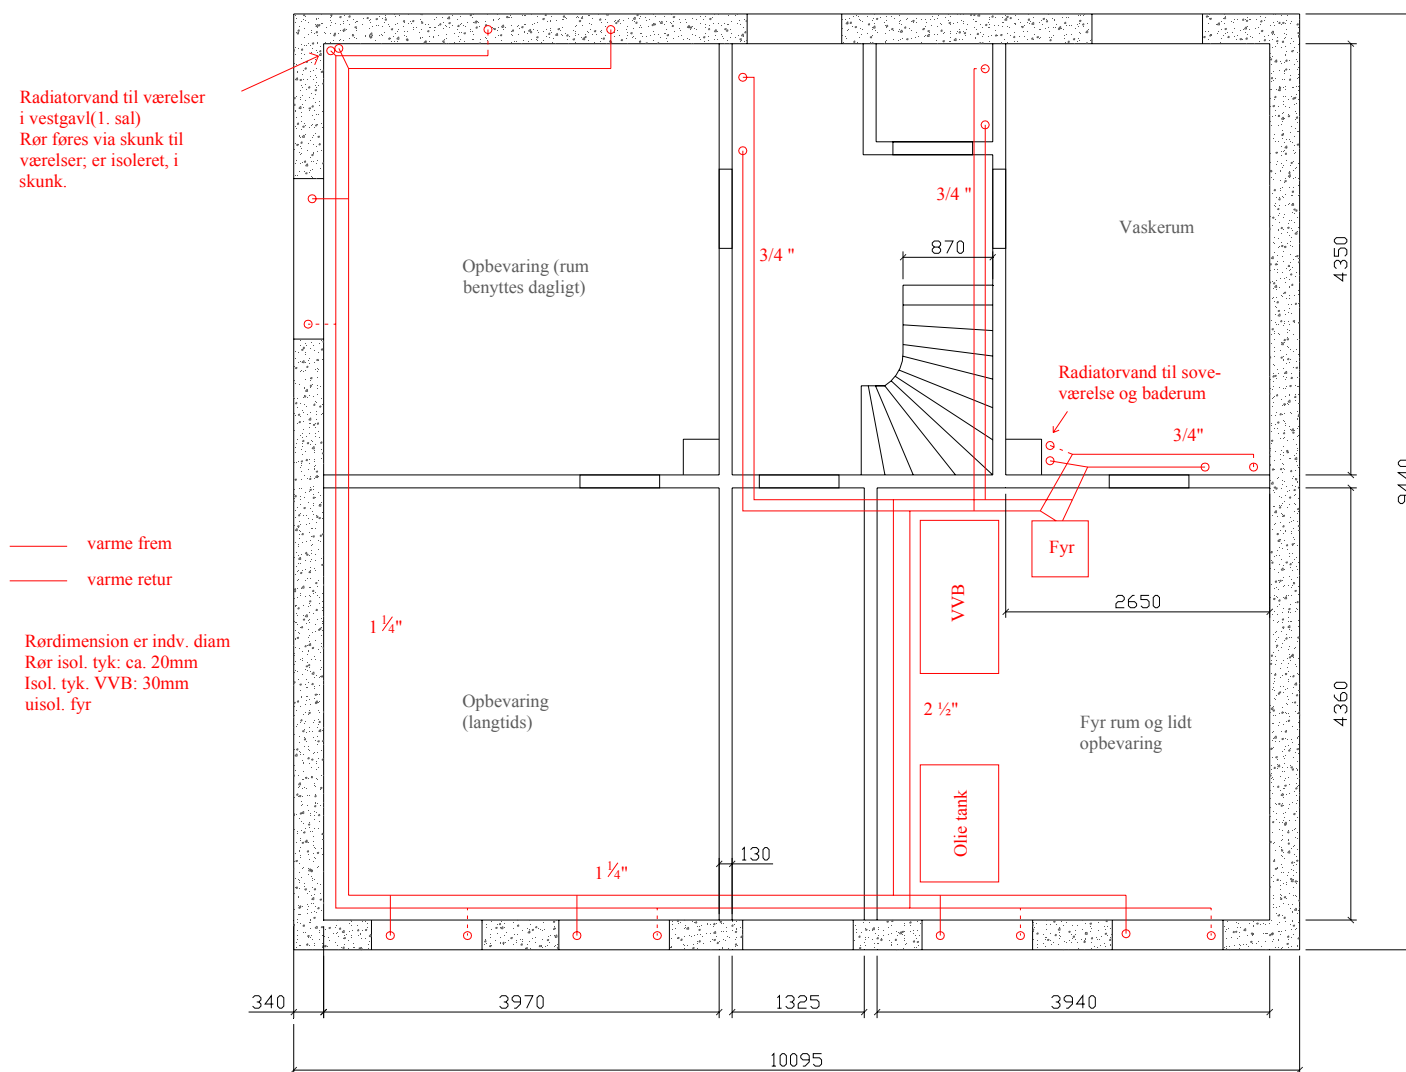 Radiatorvand til værelser
i vestgavl(1. sal)
Rør føres via skunk til
værelser; er isoleret, i
skunk.
3/4 "
3/4 "
870
Vaskerum
4350
Opbevaring (rum
benyttes dagligt)
Radiatorvand til sove-
værelse og baderum
3/4"
9440
varme frem
varme retur
Fyr
VVB
2650
1 ¼"
Rørdimension er indv. diam
Rør isol. tyk: ca. 20mm
Isol. tyk. VVB: 30mm
uisol. fyr
Opbevaring
(langtids)
2 ½"
Fyr rum og lidt
opbevaring
4360
Olie tank
130
1 ¼"
340
3970
1325
3940
10095